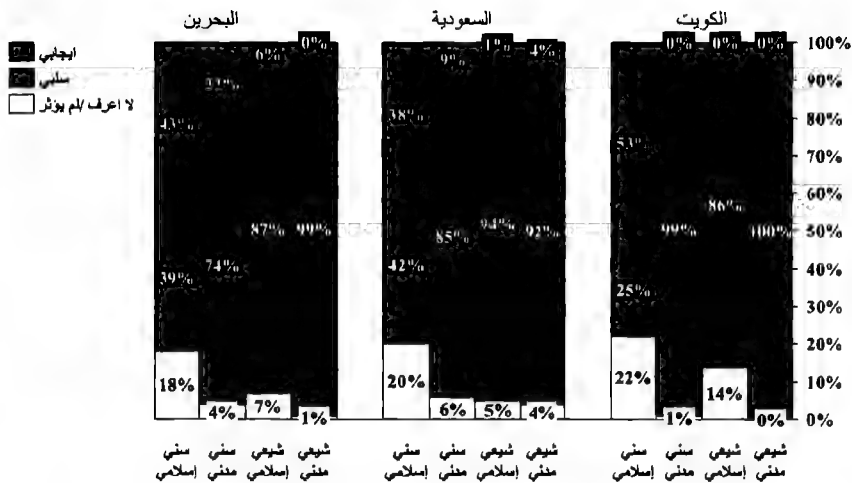 الكويت السعودية البحرين
ايجابي
سلبي
لا اعرف /لم يؤثر
0% 0% 0% 4% 1% 9% 38% 0% 6% 43%
53%
100% 86% 99% 25% 92% 94% 85% 42% 99% 87% 74% 39%
0% 14% 1% 22% 4% 5% 6% 20% 1% 7% 4% 18%
100%
90%
80%
70%
60%
50%
40%
30%
20%
10%
0%
شيعي شيعي سني سني شيعي شيعي سني سني شيعي شيعي سني سني
مدني إسلامي مدني إسلامي مدني إسلامي مدني إسلامي مدني إسلامي مدني إسلامي